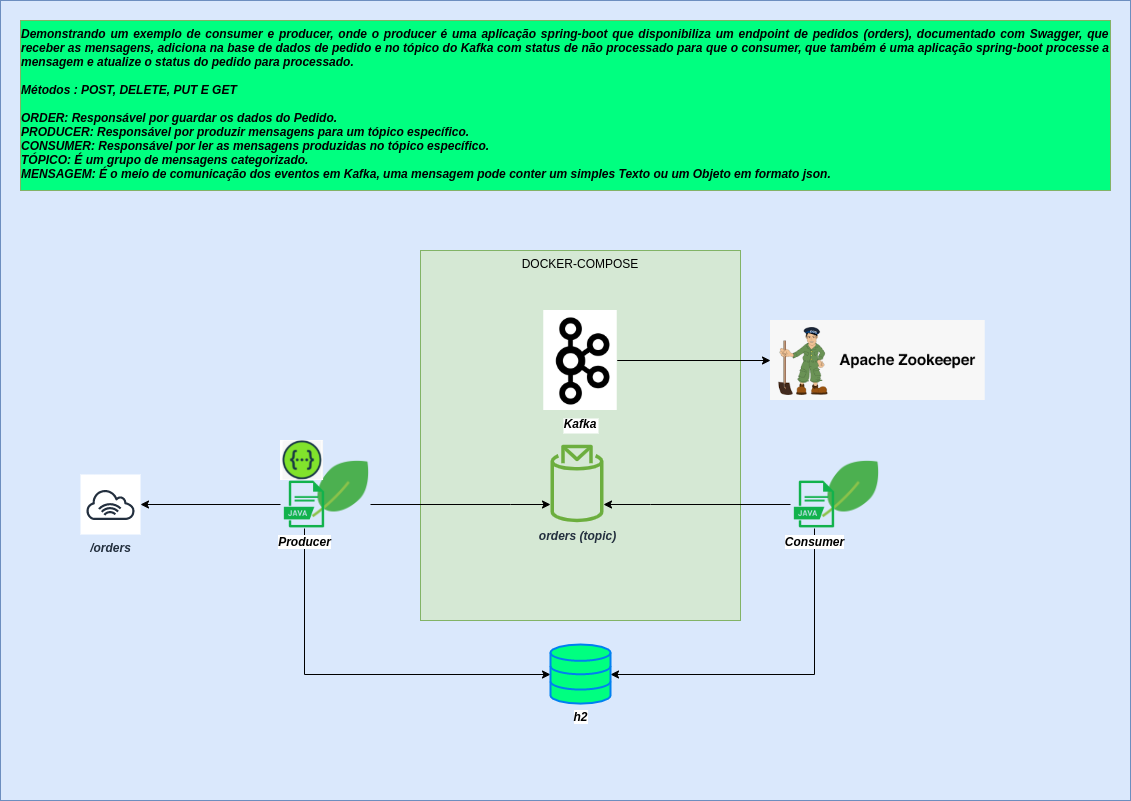 Demonstrando um exemplo de consumer e producer, onde o producer é uma aplicação spring-boot que disponibiliza um endpoint de pedidos (orders), documentado com Swagger, que
receber as mensagens, adiciona na base de dados de pedido e no tópico do Kafka com status de não processado para que o consumer, que também é uma aplicação spring-boot processe a
mensagem e atualize o status do pedido para processado.
Métodos : POST, DELETE, PUT E GET
ORDER: Responsável por guardar os dados do Pedido.
PRODUCER: Responsável por produzir mensagens para um tópico específico.
CONSUMER: Responsável por ler as mensagens produzidas no tópico específico.
TÓPICO: É um grupo de mensagens categorizado.
MENSAGEM: É o meio de comunicação dos eventos em Kafka, uma mensagem pode conter um simples Texto ou um Objeto em formato json.
DOCKER-COMPOSE
Apache Zookeeper
Kafka
{...}
JAVA
JAVA
/orders
Producer
orders (topic)
Consumer
h2